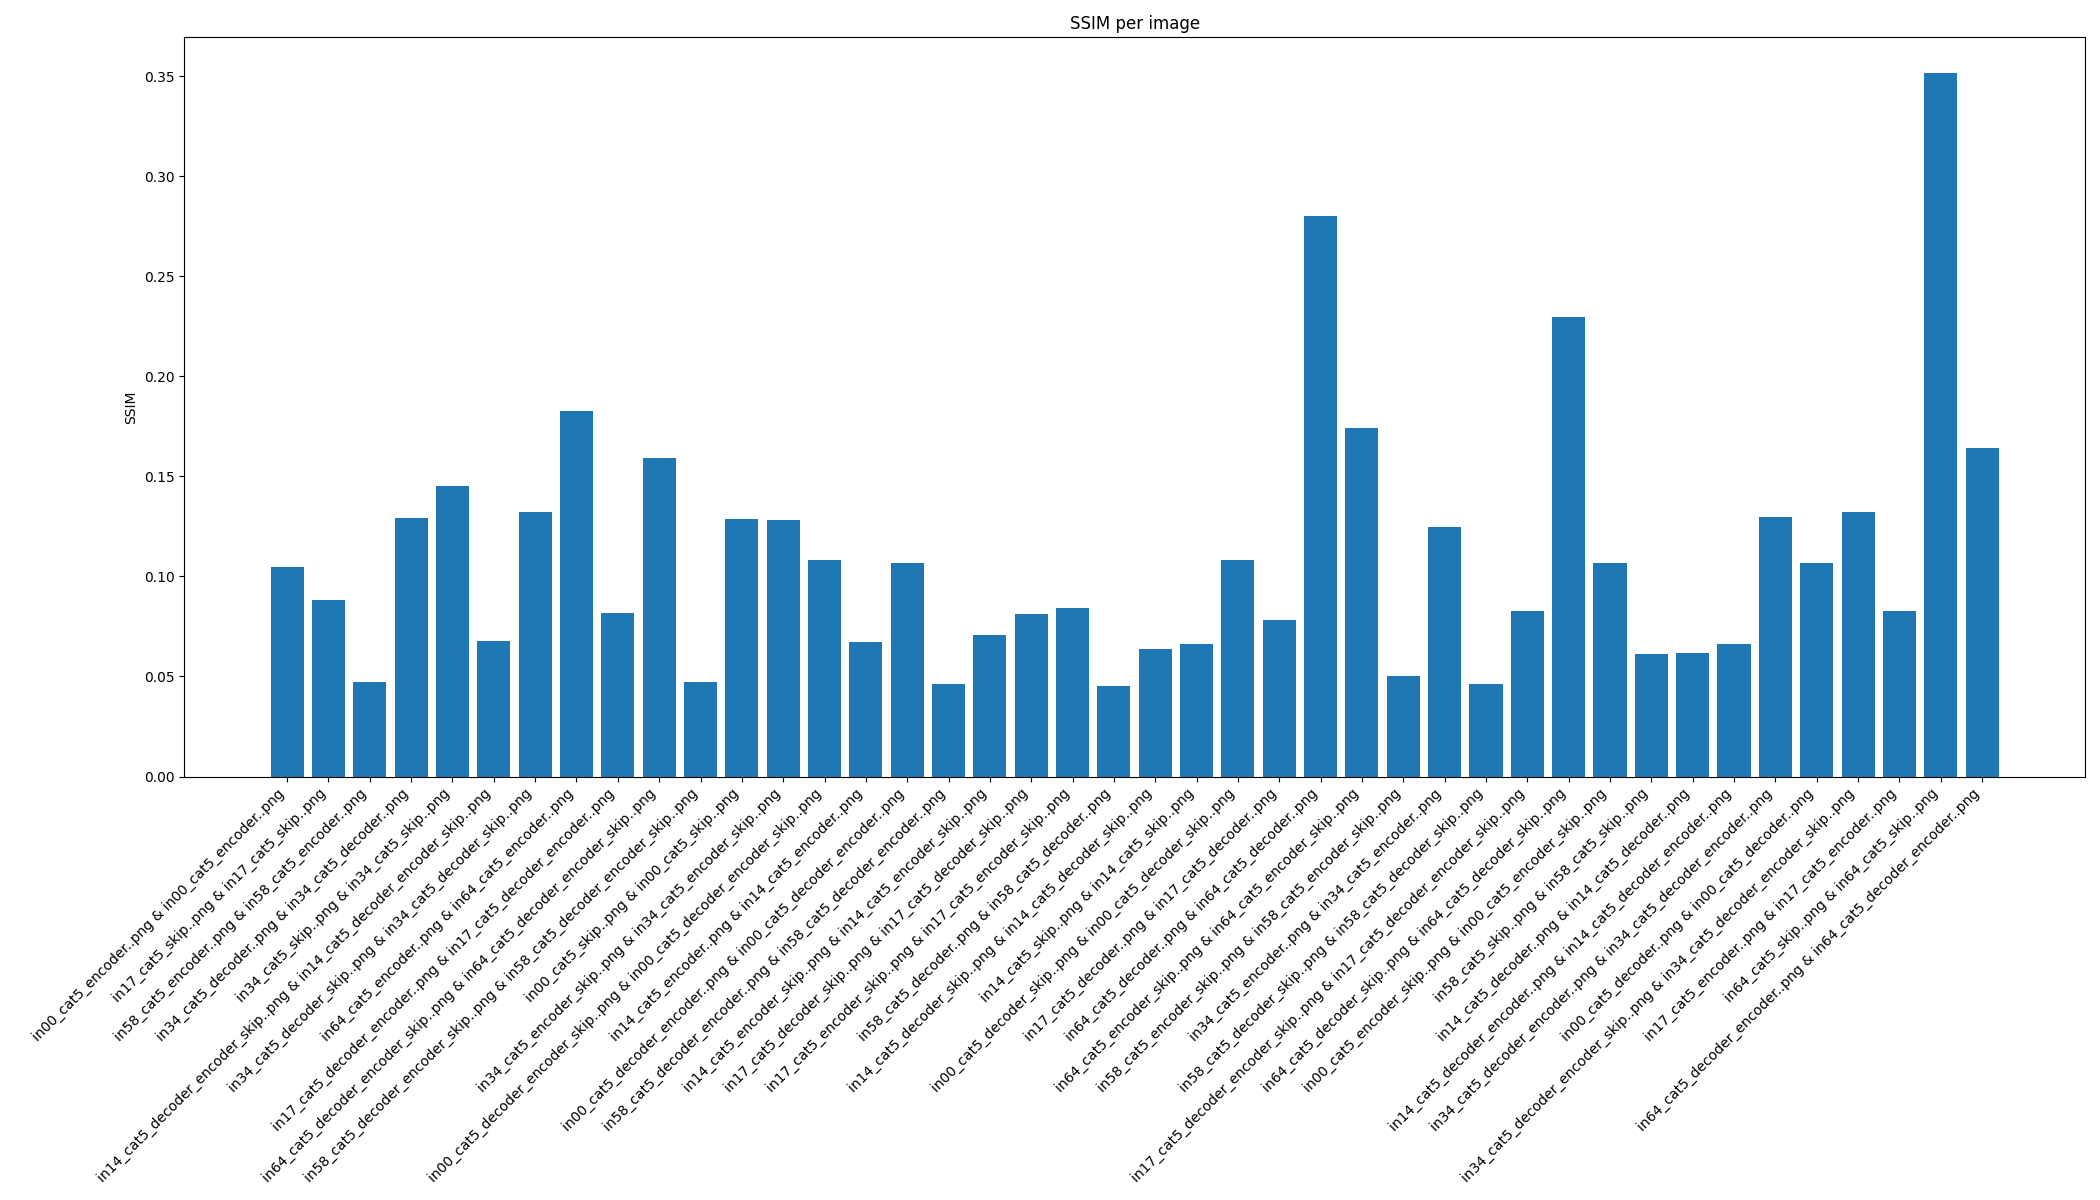 SSIM per image
SSIM
0.35
0.30
0.25
0.20
0.15
0.10
0.05
0.00
in00_cat5_encoder..png & in00_cat5_encoder..png
in17_cat5_skip..png & in17_cat5_skip..png
in58_cat5_encoder..png & in58_cat5_encoder..png
in34_cat5_decoder..png & in34_cat5_decoder..png
in34_cat5_skip..png & in34_cat5_skip..png
in14_cat5_decoder_encoder_skip..png & in14_cat5_decoder_encoder_skip..png
in34_cat5_decoder_skip..png & in34_cat5_decoder_skip..png
in64_cat5_encoder..png & in64_cat5_encoder..png
in17_cat5_decoder_encoder..png & in17_cat5_decoder_encoder..png
in64_cat5_decoder_encoder_skip..png & in64_cat5_decoder_encoder_skip..png
in58_cat5_decoder_encoder_skip..png & in58_cat5_decoder_encoder_skip..png
in00_cat5_skip..png & in00_cat5_skip..png
in34_cat5_encoder_skip..png & in34_cat5_encoder_skip..png
in00_cat5_decoder_encoder_skip..png & in00_cat5_decoder_encoder_skip..png
in14_cat5_encoder..png & in14_cat5_encoder..png
in00_cat5_decoder_encoder..png & in00_cat5_decoder_encoder..png
in58_cat5_decoder_encoder..png & in58_cat5_decoder_encoder..png
in14_cat5_encoder_skip..png & in14_cat5_encoder_skip..png
in17_cat5_decoder_skip..png & in17_cat5_decoder_skip..png
in17_cat5_encoder_skip..png & in17_cat5_encoder_skip..png
in58_cat5_decoder..png & in58_cat5_decoder..png
in14_cat5_decoder_skip..png & in14_cat5_decoder_skip..png
in14_cat5_skip..png & in14_cat5_skip..png
in00_cat5_decoder_skip..png & in00_cat5_decoder_skip..png
in17_cat5_decoder..png & in17_cat5_decoder..png
in64_cat5_decoder..png & in64_cat5_decoder..png
in64_cat5_encoder_skip..png & in64_cat5_encoder_skip..png
in58_cat5_encoder_skip..png & in58_cat5_encoder_skip..png
in34_cat5_encoder..png & in34_cat5_encoder..png
in58_cat5_decoder_skip..png & in58_cat5_decoder_skip..png
in17_cat5_decoder_encoder_skip..png & in17_cat5_decoder_encoder_skip..png
in64_cat5_decoder_skip..png & in64_cat5_decoder_skip..png
in00_cat5_encoder_skip..png & in00_cat5_encoder_skip..png
in58_cat5_skip..png & in58_cat5_skip..png
in14_cat5_decoder..png & in14_cat5_decoder..png
in14_cat5_decoder_encoder..png & in14_cat5_decoder_encoder..png
in34_cat5_decoder_encoder..png & in34_cat5_decoder_encoder..png
in00_cat5_decoder..png & in00_cat5_decoder..png
in34_cat5_decoder_encoder_skip..png & in34_cat5_decoder_encoder_skip..png
in17_cat5_encoder..png & in17_cat5_encoder..png
in64_cat5_skip..png & in64_cat5_skip..png
in64_cat5_decoder_encoder..png & in64_cat5_decoder_encoder..png